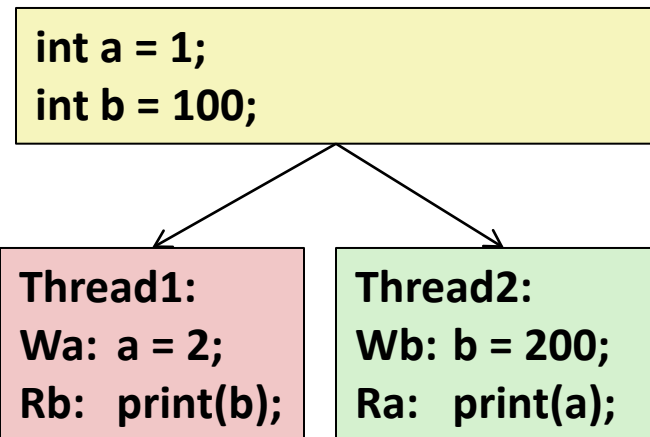 int a = 1;
int b = 100;
Thread1:
Wa: a = 2;
Rb: print(b);
Thread2:
Wb: b = 200;
Ra: print(a);